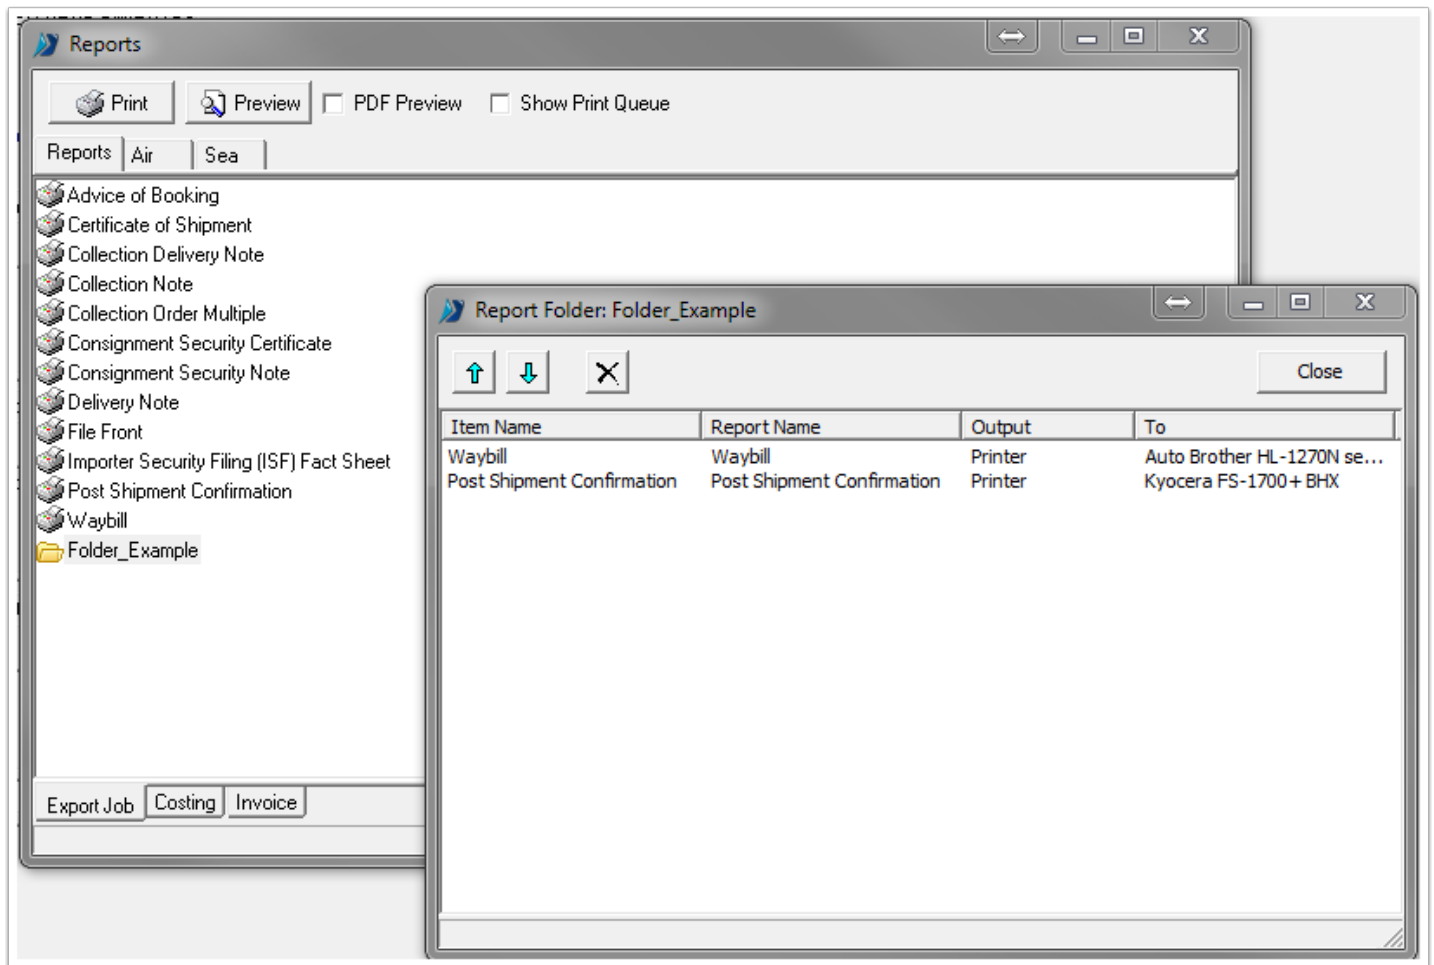 Reports
Print Preview PDF Preview Show Print Queue
Reports Air Sea
Advice of Booking
Certificate of Shipment
Collection Delivery Note
Collection Note
Collection Order Multiple
Consignment Security Certificate
Consignment Security Note
Delivery Note
File Front
Importer Security Filing (ISF) Fact Sheet
Post Shipment Confirmation
Waybill
Folder_Example
Export Job Costing Invoice
Report Folder: Folder_Example
Close
Item Name Report Name Output To
Waybill Waybill Printer Auto Brother HL-1270N se...
Post Shipment Confirmation Post Shipment Confirmation Printer Kyocera FS-1700+ BHX